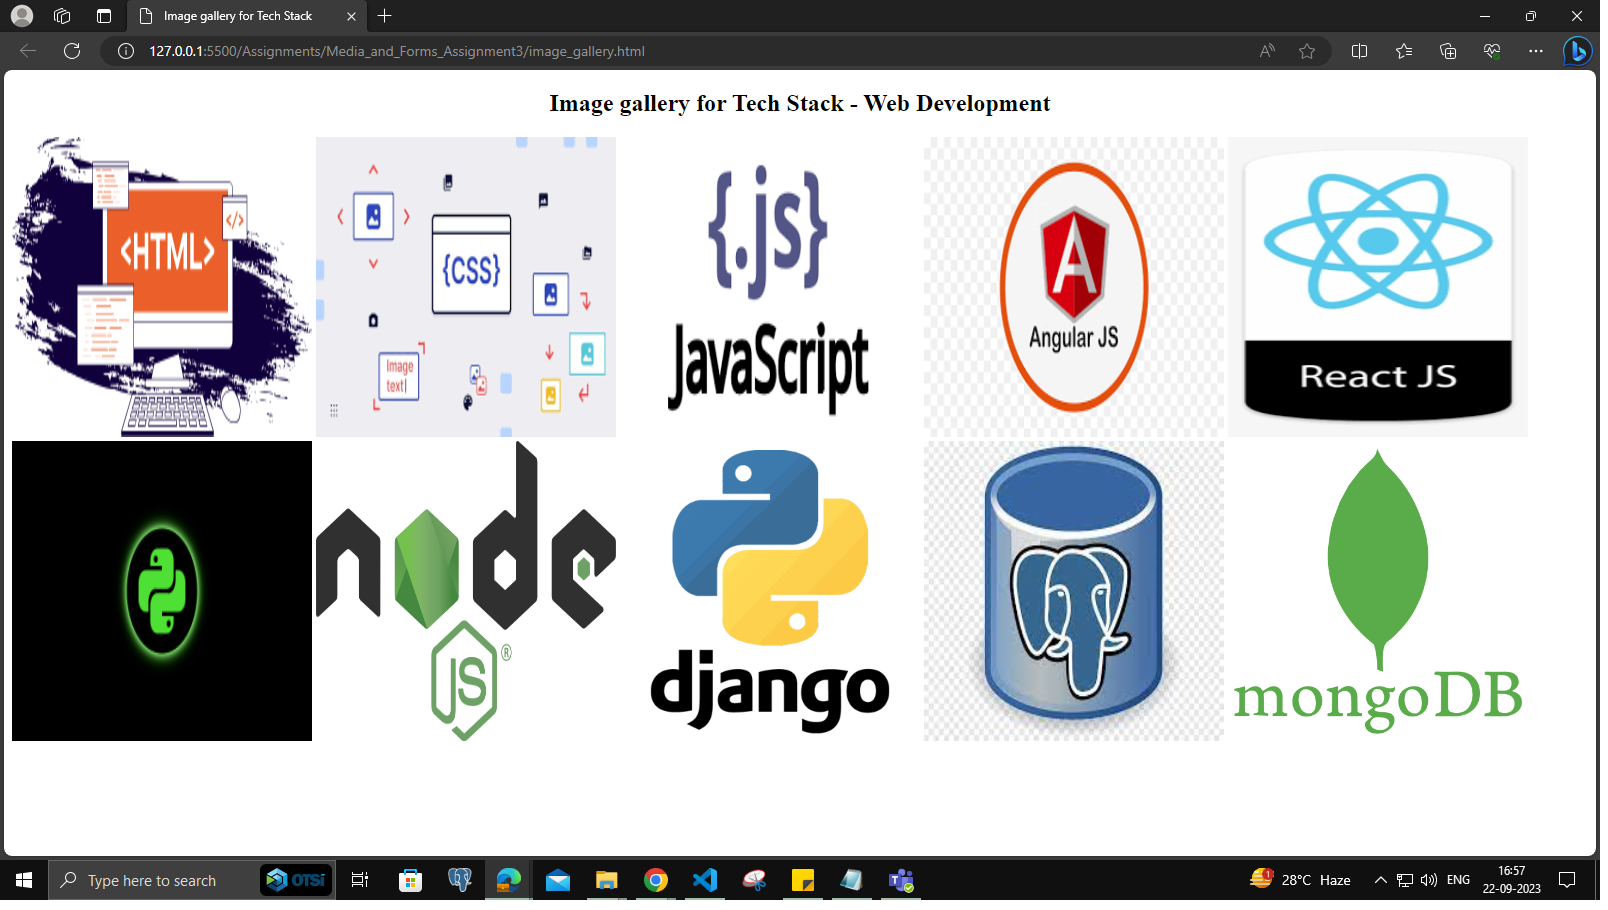 Image gallery for Tech Stack
127.0.0.1:5500/Assignments/Media_and_Forms_Assignment3/image_gallery.html
Image gallery for Tech Stack - Web Development
</>
<HTML>
{CSS}
Image
text|
{.js}
JavaScript
A
Angular JS
React JS
node
JS®
django
mongoDB
Type here to search
OTSi
1
28°C Haze
ENG
16:57
22-09-2023